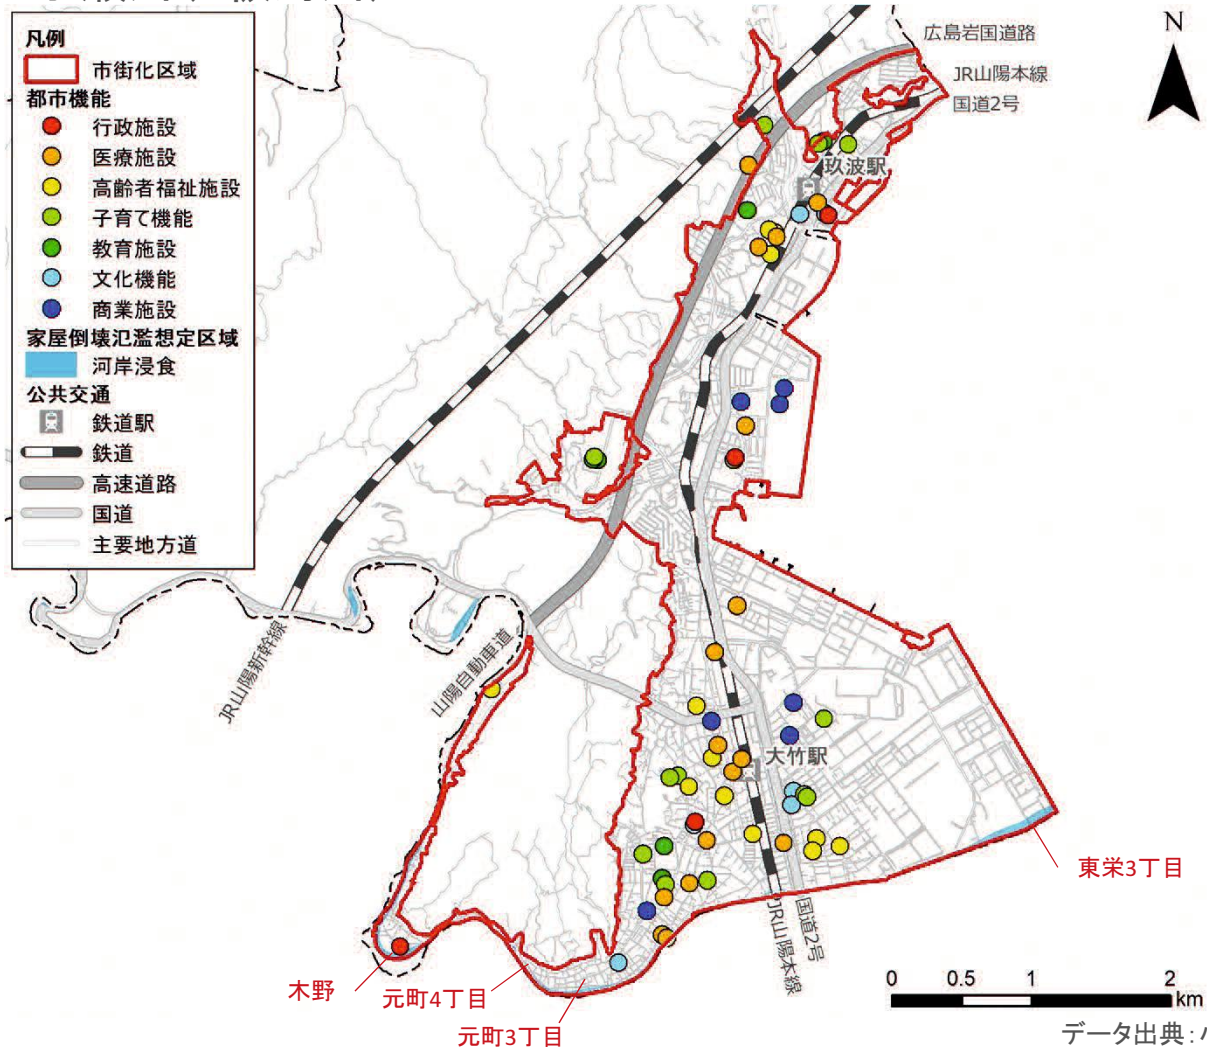 凡例
市街化区域
都市機能
行政施設
医療施設
高齢者福祉施設
子育て機能
教育施設
文化機能
商業施設
家屋倒壊氾濫想定区域
河岸浸食
公共交通
鉄道駅
鉄道
高速道路
国道
主要地方道
N
広島岩国道路
JR山陽本線
国道2号
玖波駅
JR山陽新幹線
山陽自動車道
大竹駅
東栄3丁目
国道2号
JR山陽本線
木野
元町4丁目
元町3丁目
0 0.5 1 2
km
データ出典: